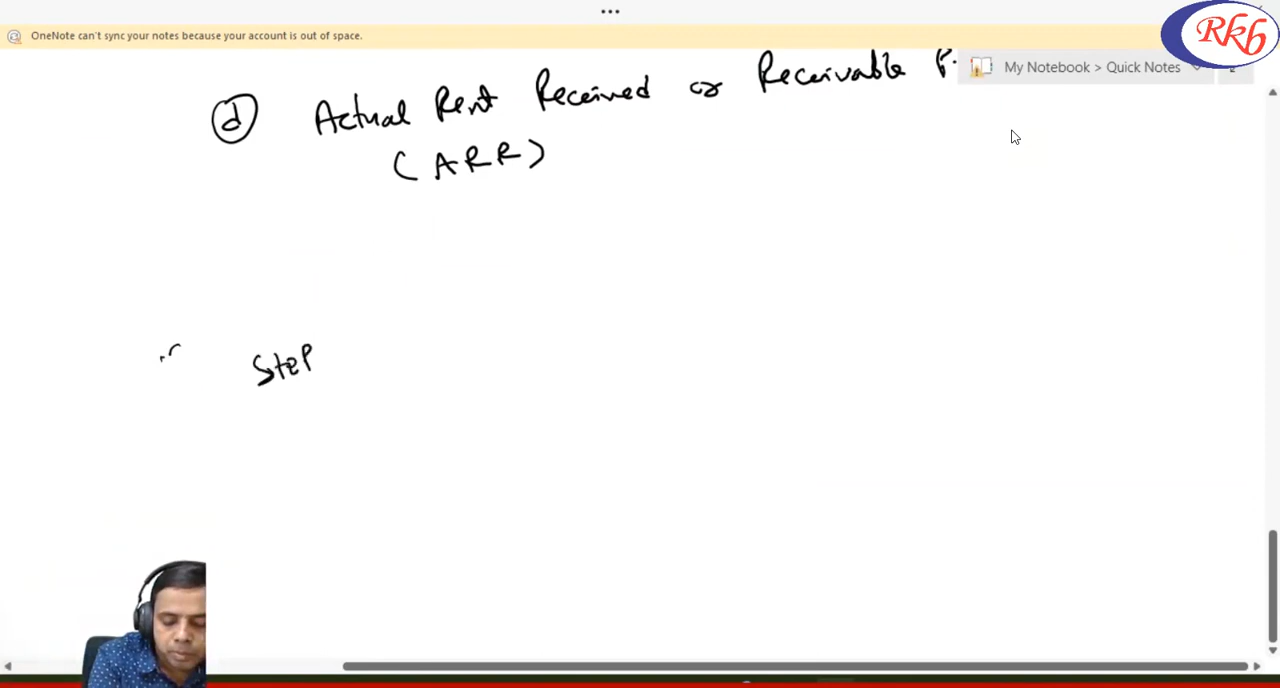 OneNote can't sync your notes because your account is out of space.
Rkb
My Notebook > Quick Notes
d Actual Rent Received or Receivable
(ARR)
Step